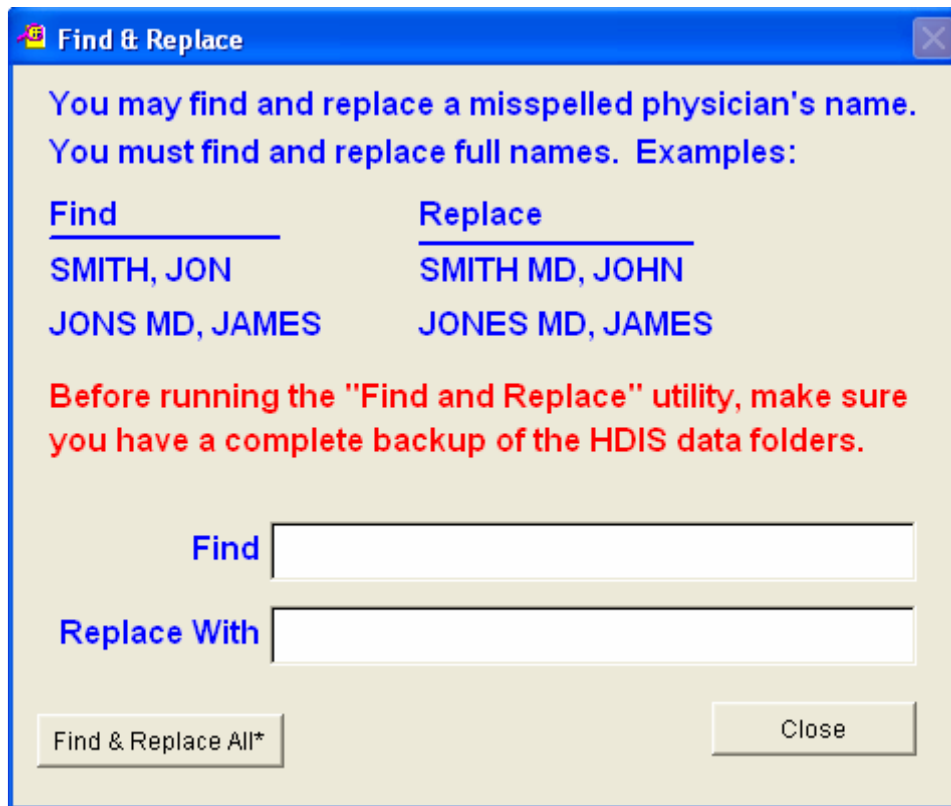 Find & Replace
You may find and replace a misspelled physician's name.
You must find and replace full names. Examples:
Find Replace
SMITH, JON SMITH MD, JOHN
JONS MD, JAMES JONES MD, JAMES
Before running the "Find and Replace" utility, make sure
you have a complete backup of the HDIS data folders.
Find
Replace With
Find & Replace All*
Close